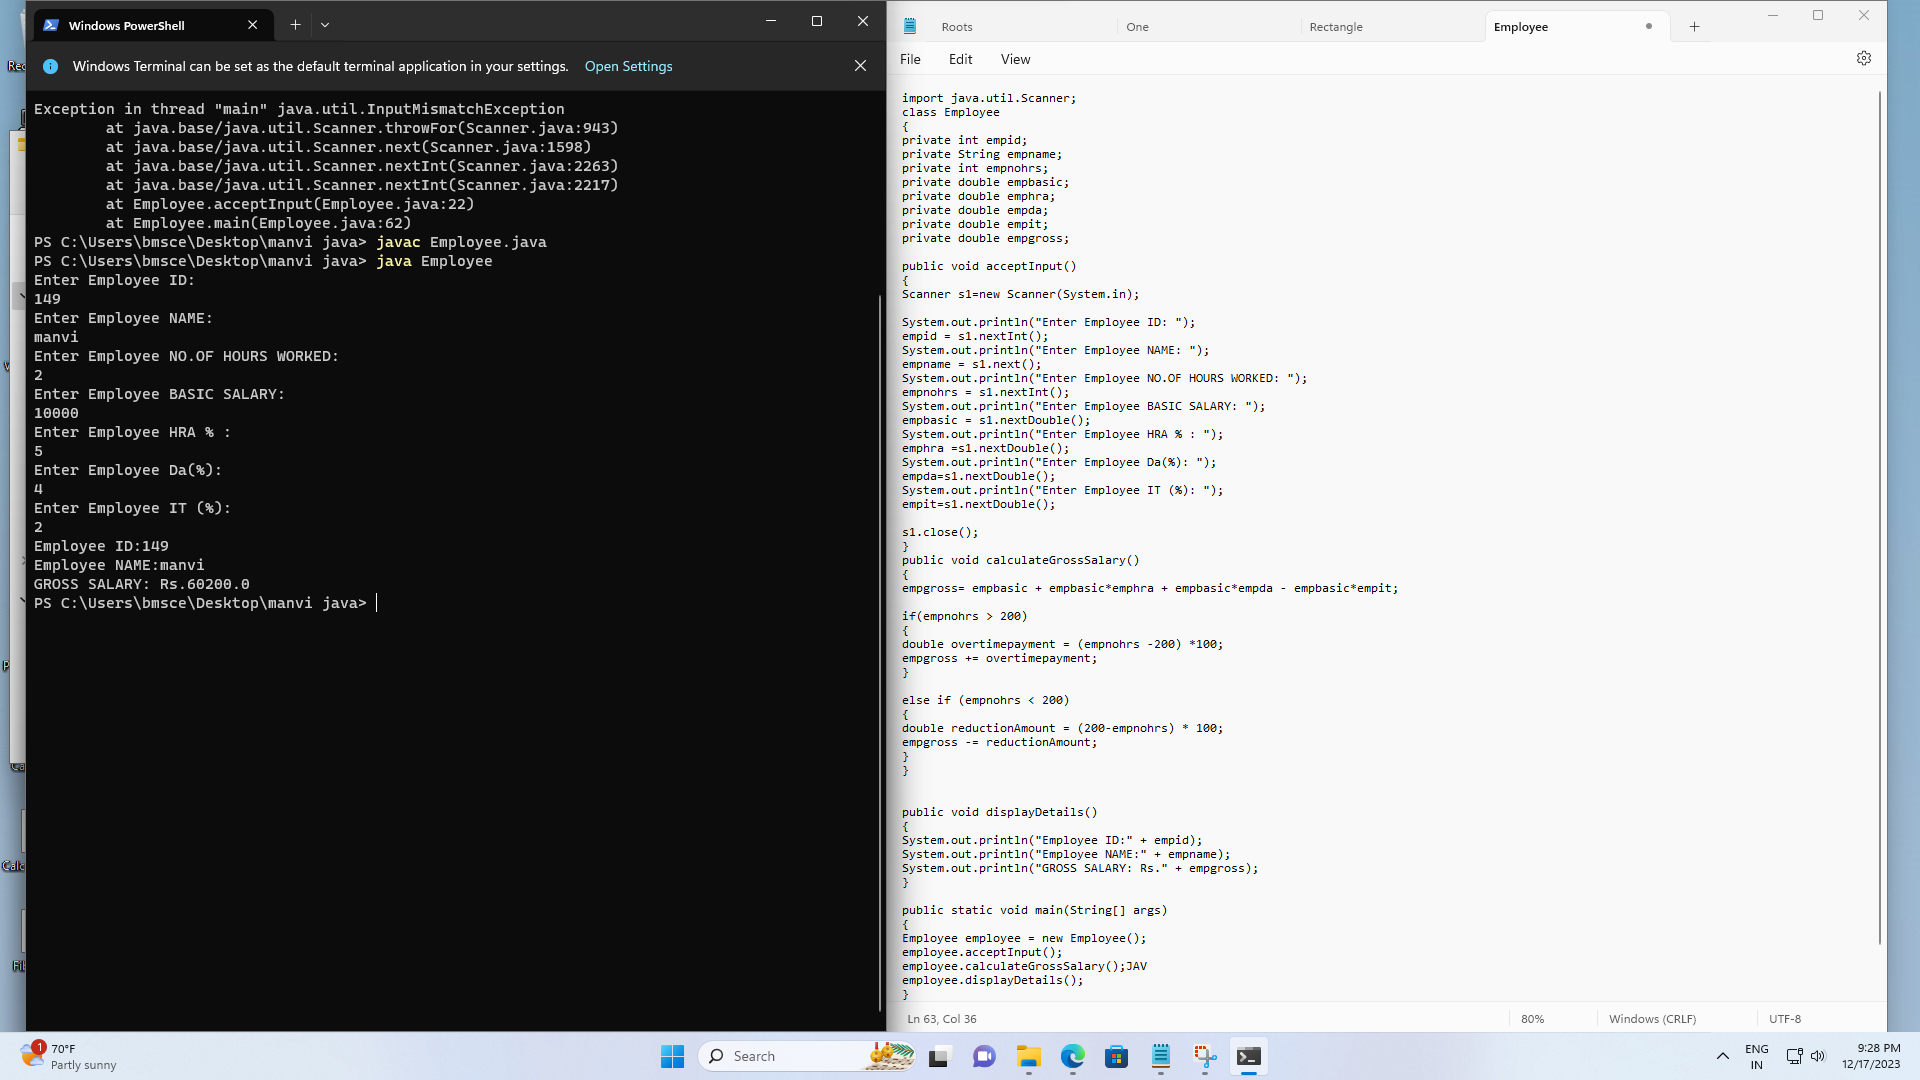 Windows PowerShell
Windows Terminal can be set as the default terminal application in your settings. Open Settings
Exception in thread "main" java.util.InputMismatchException
at java.base/java.util.Scanner.throwFor(Scanner.java:943)
at java.base/java.util.Scanner.next(Scanner.java:1598)
at java.base/java.util.Scanner.nextInt(Scanner.java:2263)
at java.base/java.util.Scanner.nextInt(Scanner.java:2217)
at Employee.acceptInput(Employee.java:22)
at Employee.main(Employee.java:62)
PS C:\Users\bmsce\Desktop\manvi java> javac Employee.java
PS C:\Users\bmsce\Desktop\manvi java> java Employee
Enter Employee ID:
149
Enter Employee NAME:
manvi
Enter Employee NO.OF HOURS WORKED:
2
Enter Employee BASIC SALARY:
10000
Enter Employee HRA % :
5
Enter Employee Da(%):
4
Enter Employee IT (%):
2
Employee ID:149
Employee NAME:manvi
GROSS SALARY: Rs.60200.0
PS C:\Users\bmsce\Desktop\manvi java>
Roots One Rectangle Employee
File Edit View
import java.util.Scanner;
class Employee
{
private int empid;
private String empname;
private int empnohrs;
private double empbasic;
private double emphra;
private double empda;
private double empit;
private double empgross;
public void acceptInput()
{
Scanner s1=new Scanner(System.in);
System.out.println("Enter Employee ID: ");
empid = s1.nextInt();
System.out.println("Enter Employee NAME: ");
empname = s1.next();
System.out.println("Enter Employee NO.OF HOURS WORKED: ");
empnohrs = s1.nextInt();
System.out.println("Enter Employee BASIC SALARY: ");
empbasic = s1.nextDouble();
System.out.println("Enter Employee HRA % : ");
emphra =s1.nextDouble();
System.out.println("Enter Employee Da(%): ");
empda=s1.nextDouble();
System.out.println("Enter Employee IT (%): ");
empit=s1.nextDouble();
s1.close();
}
public void calculateGrossSalary()
{
empgross= empbasic + empbasic*emphra + empbasic*empda - empbasic*empit;
if(empnohrs > 200)
{
double overtimepayment = (empnohrs -200) *100;
empgross += overtimepayment;
}
else if (empnohrs < 200)
{
double reductionAmount = (200-empnohrs) * 100;
empgross -= reductionAmount;
}
}
public void displayDetails()
{
System.out.println("Employee ID:" + empid);
System.out.println("Employee NAME:" + empname);
System.out.println("GROSS SALARY: Rs." + empgross);
}
public static void main(String[] args)
{
Employee employee = new Employee();
employee.acceptInput();
employee.calculateGrossSalary();JAV
employee.displayDetails();
}
Ln 63, Col 36 80% Windows (CRLF) UTF-8
1
70°F
Partly sunny
Search
ENG
IN
9:28 PM
12/17/2023